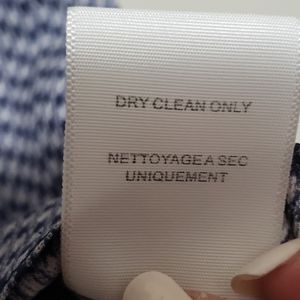 DRY CLEAN ONLY
NETTOYAGE A SEC
UNIQUEMENT